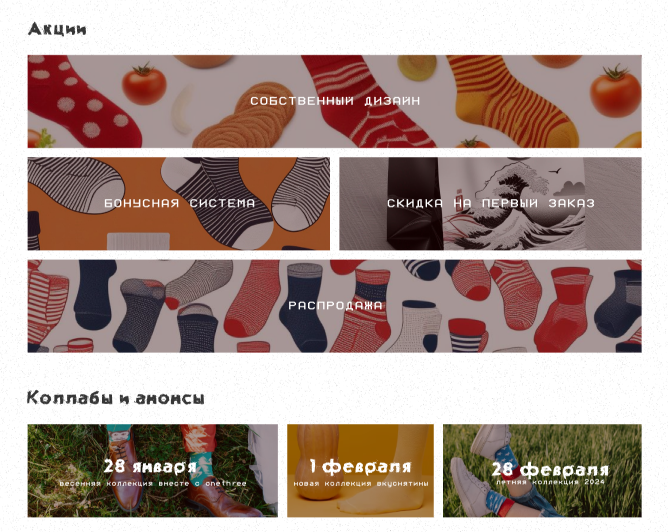 Акции
СОБСТВЕННЫЙ ДИЗАЙН
БОНУСНАЯ СИСТЕМА
СКИДКА НА ПЕРВЫЙ ЗАКАЗ
РАСПРОДАЖА
Коллабы и анонсы
28 января
весенняя коллекция вместе с onethree
1 февраля
новая коллекция вкуснятины
28 февраля
летняя коллекция 2024